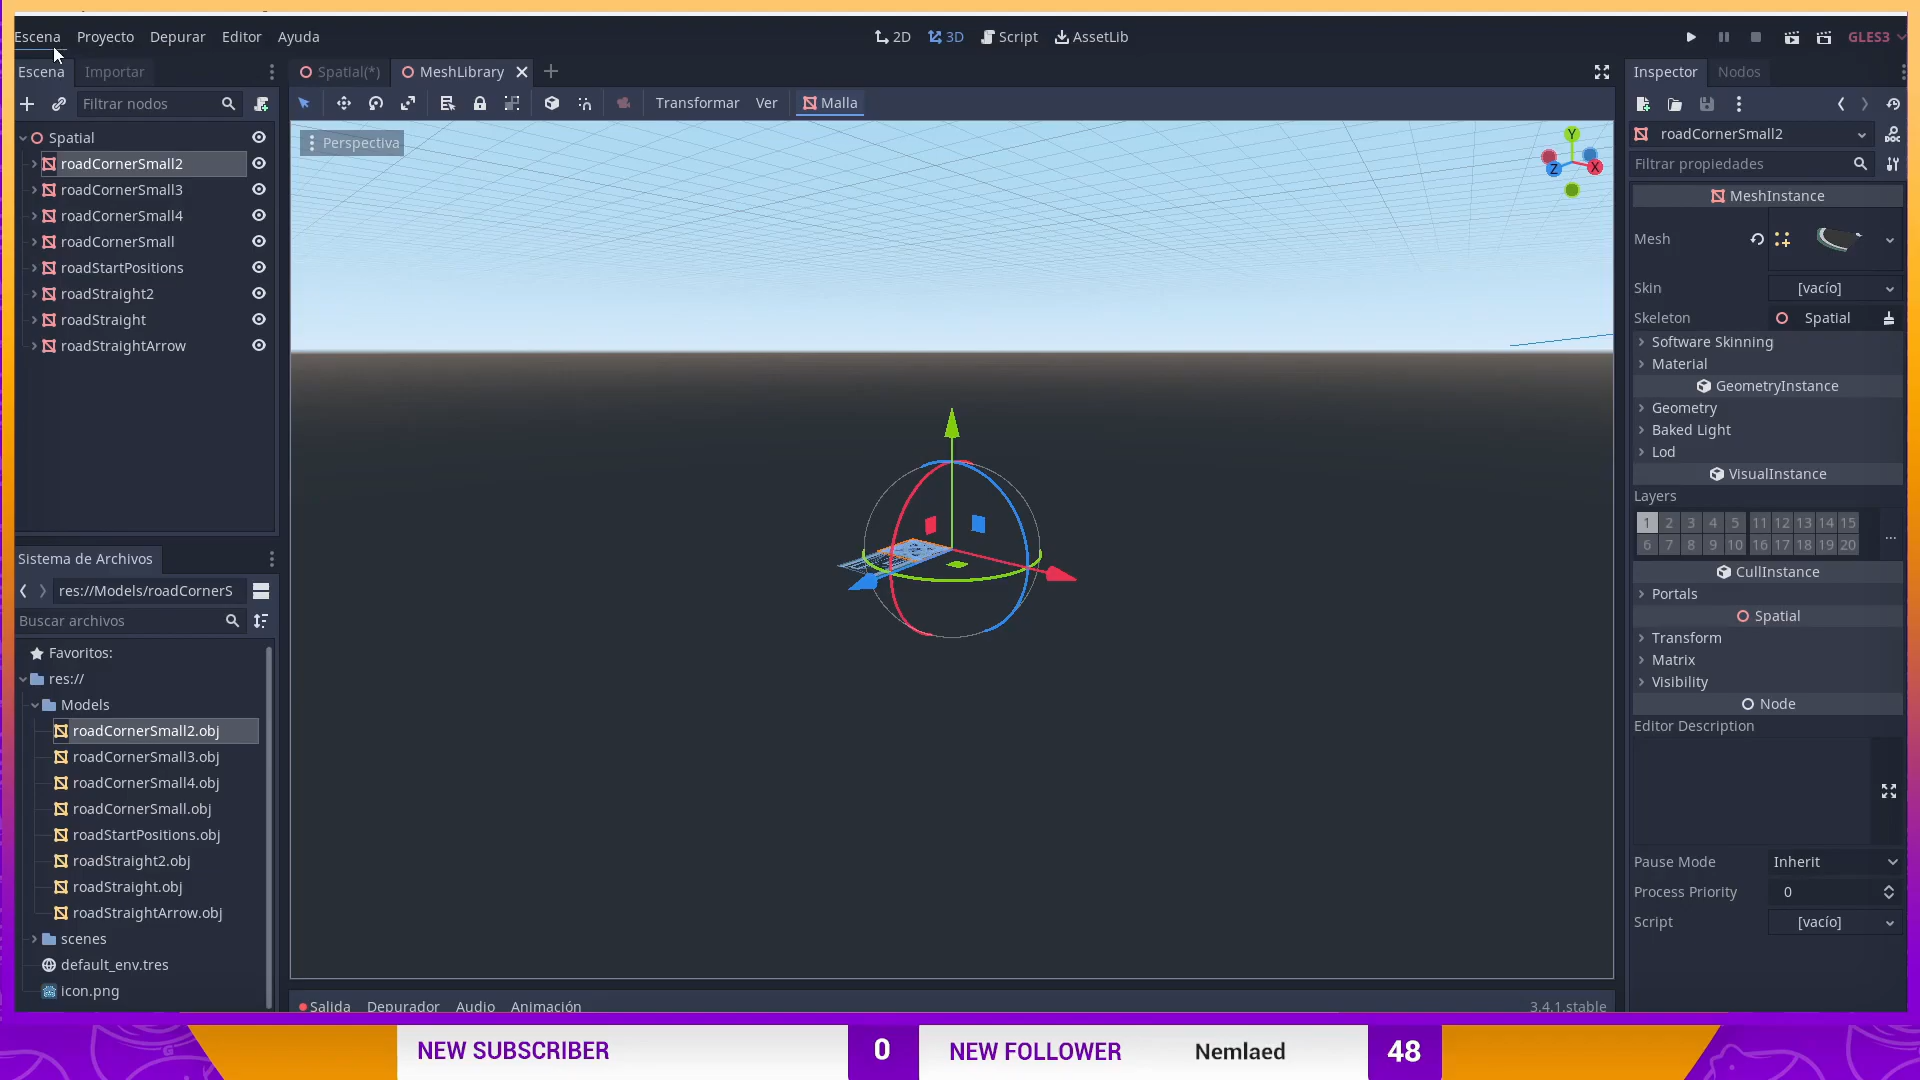 Escena Proyecto Depurar Editor Ayuda 2D 3D Script AssetLib GLES3
Escena Importar Spatial(*) MeshLibrary Inspector Nodos
Filtrar nodos Transformar Ver Malla
Perspectiva
Y
X
Z
Spatial
roadCornerSmall2
roadCornerSmall3
roadCornerSmall4
roadCornerSmall
roadStartPositions
roadStraight2
roadStraight
roadStraightArrow
Sistema de Archivos
res://Models/roadCornerS
Buscar archivos
Favoritos:
res://
Models
roadCornerSmall2.obj
roadCornerSmall3.obj
roadCornerSmall4.obj
roadCornerSmall.obj
roadStartPositions.obj
roadStraight2.obj
roadStraight.obj
roadStraightArrow.obj
scenes
default_env.tres
icon.png
Salida Depurador Audio Animación 3.4.1.stable
roadCornerSmall2
Filtrar propiedades
MeshInstance
Mesh
Skin [vacío]
Skeleton Spatial
Software Skinning
Material
GeometryInstance
Geometry
Baked Light
Lod
VisualInstance
Layers
1 2 3 4 5 11 12 13 14 15
6 7 8 9 10 16 17 18 19 20
...
CullInstance
Portals
Spatial
Transform
Matrix
Visibility
Node
Editor Description
Pause Mode Inherit
Process Priority 0
Script [vacío]
NEW SUBSCRIBER 0 NEW FOLLOWER Nemlaed 48